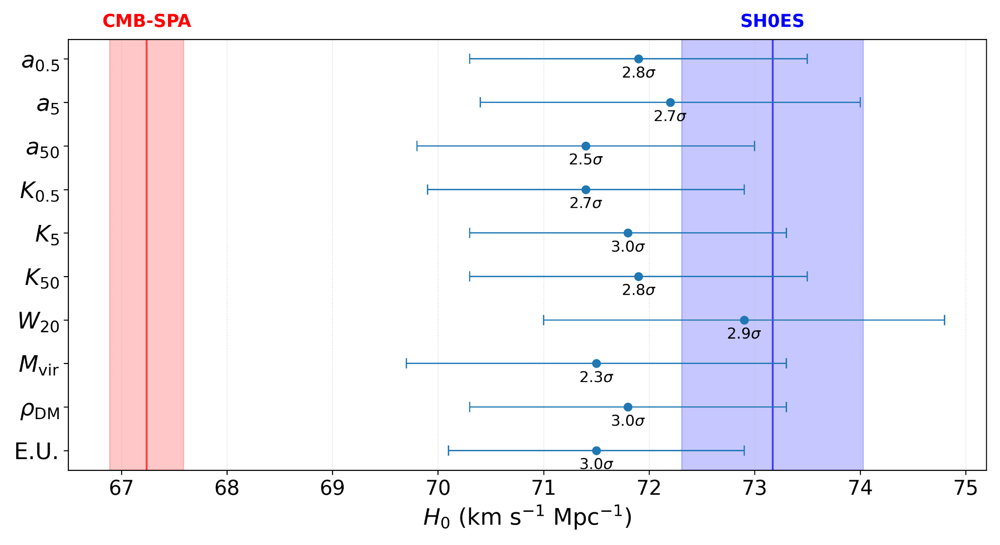 CMB-SPA SH0ES
a₀.₅
2.8σ
a₅
2.7σ
a₅₀
2.5σ
K₀.₅
2.7σ
K₅
3.0σ
K₅₀
2.8σ
W₂₀
2.9σ
M_vir
2.3σ
ρ_DM
3.0σ
E.U.
3.0σ
67 68 69 70 71 72 73 74 75
H₀ (km s⁻¹ Mpc⁻¹)